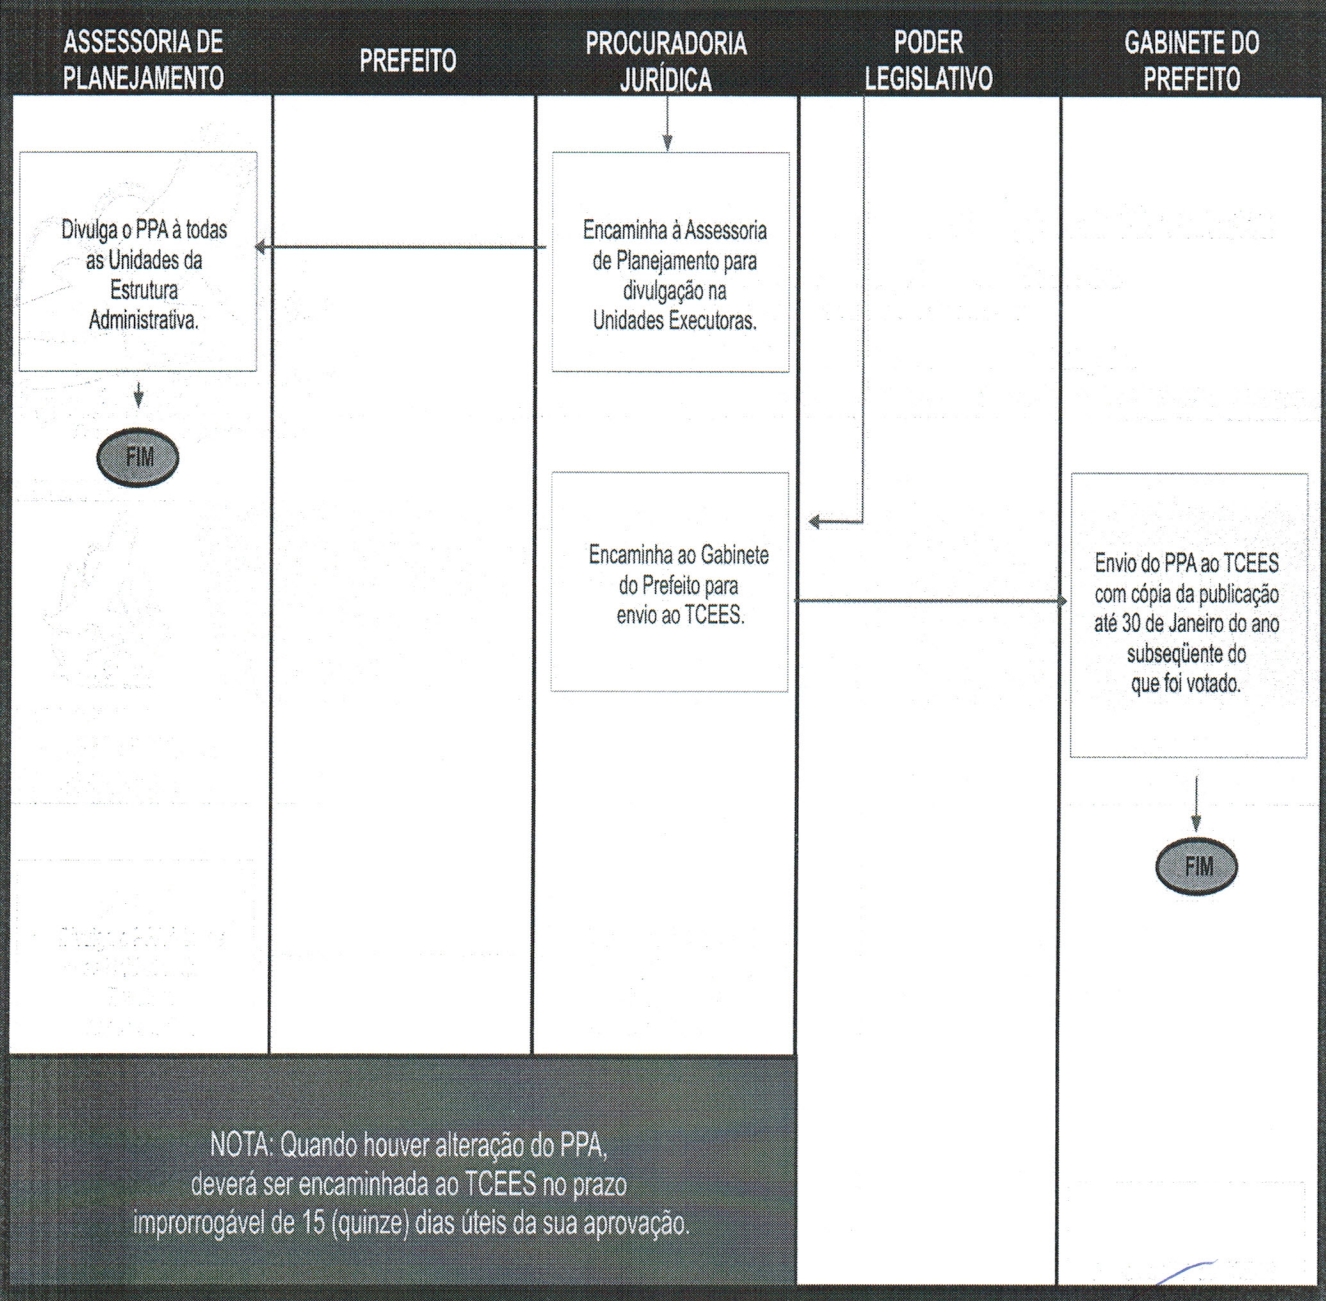 ASSESSORIA DE
PLANEJAMENTO
PREFEITO
PROCURADORIA
JURÍDICA
PODER
LEGISLATIVO
GABINETE DO
PREFEITO
Divulga o PPA à todas
as Unidades da
Estrutura
Administrativa.
Encaminha à Assessoria
de Planejamento para
divulgação na
Unidades Executoras.
FIM
Encaminha ao Gabinete
do Prefeito para
envio ao TCEES.
Envio do PPA ao TCEES
com cópia da publicação
até 30 de Janeiro do ano
subseqüente do
que foi votado.
FIM
NOTA: Quando houver alteração do PPA,
deverá ser encaminhada ao TCEES no prazo
improrrogável de 15 (quinze) dias úteis da sua aprovação.